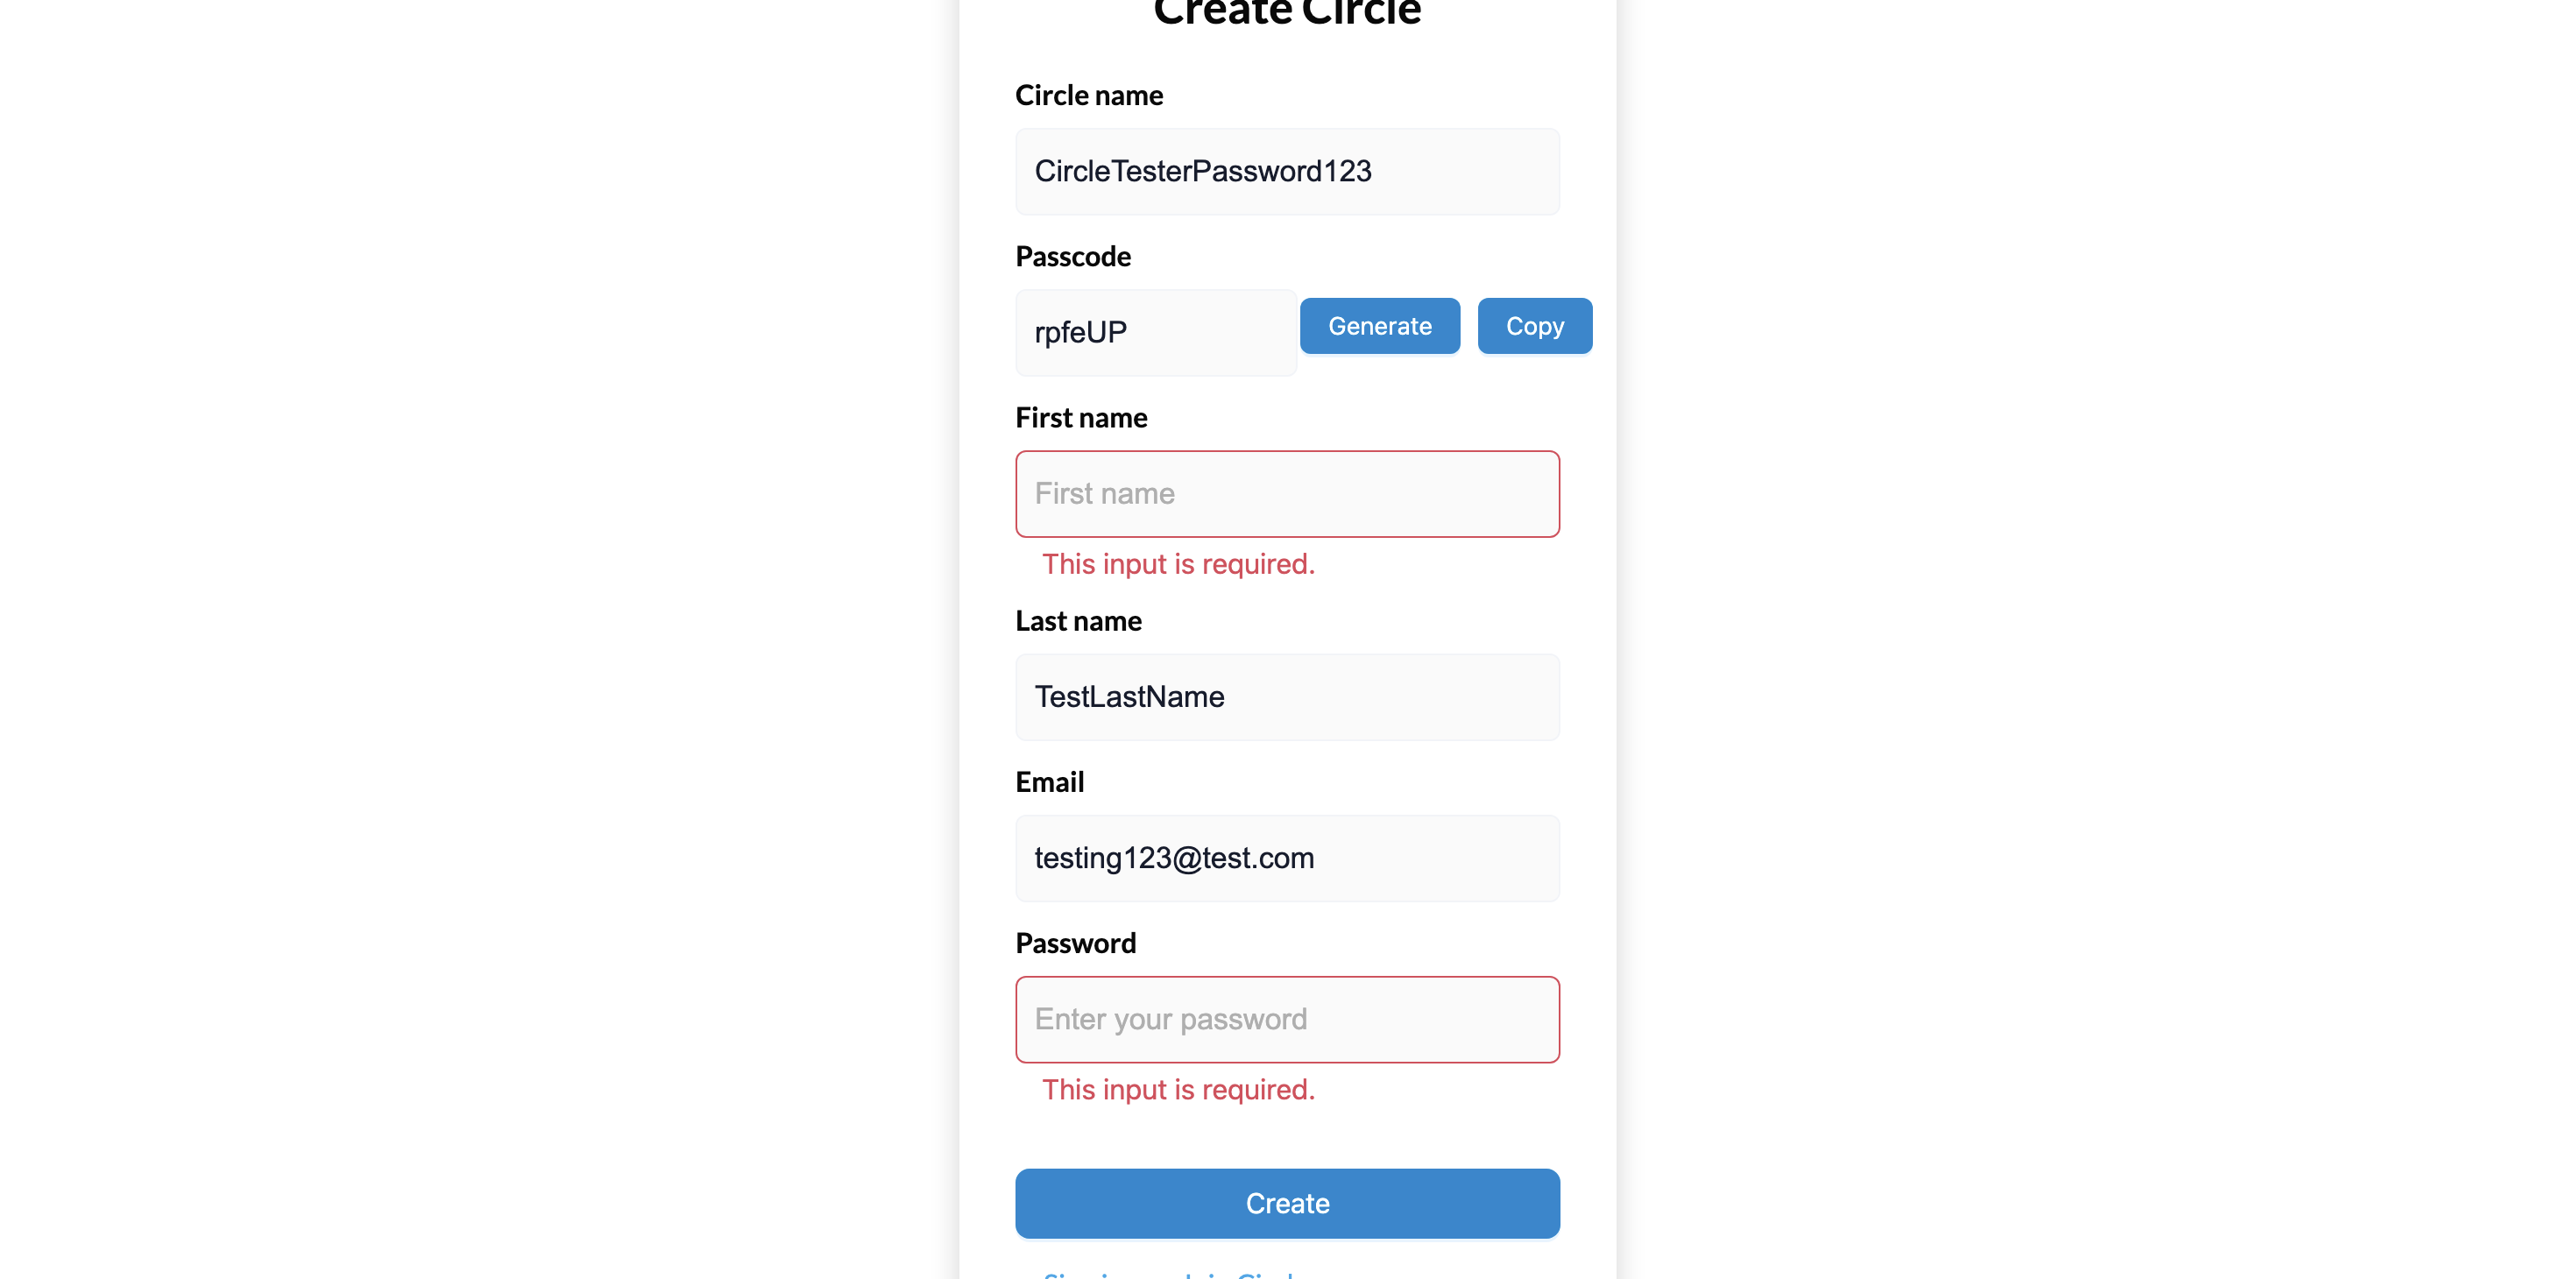 Create Circle
Circle name
CircleTesterPassword123
Passcode
rpfeUP Generate Copy
First name
First name
This input is required.
Last name
TestLastName
Email
testing123@test.com
Password
Enter your password
This input is required.
Create